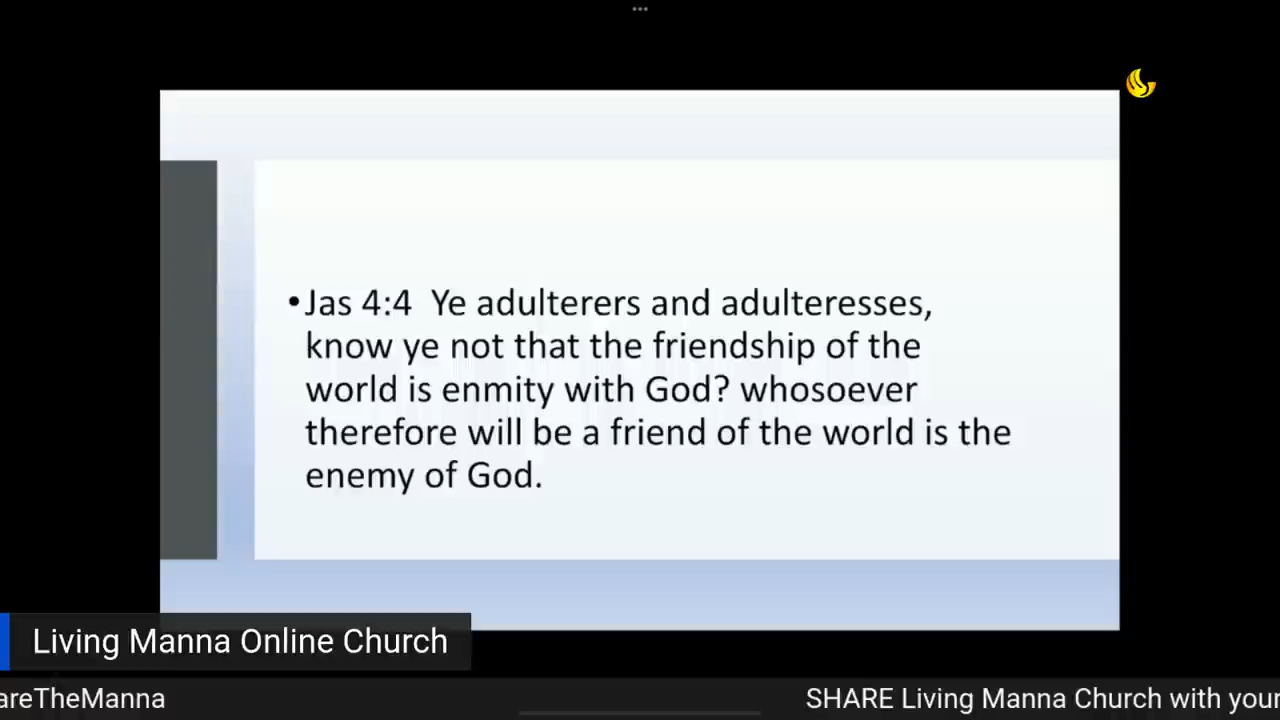 •Jas 4:4  Ye adulterers and adulteresses,
know ye not that the friendship of the
world is enmity with God? whosoever
therefore will be a friend of the world is the
enemy of God.
Living Manna Online Church
areTheManna
SHARE Living Manna Church with your